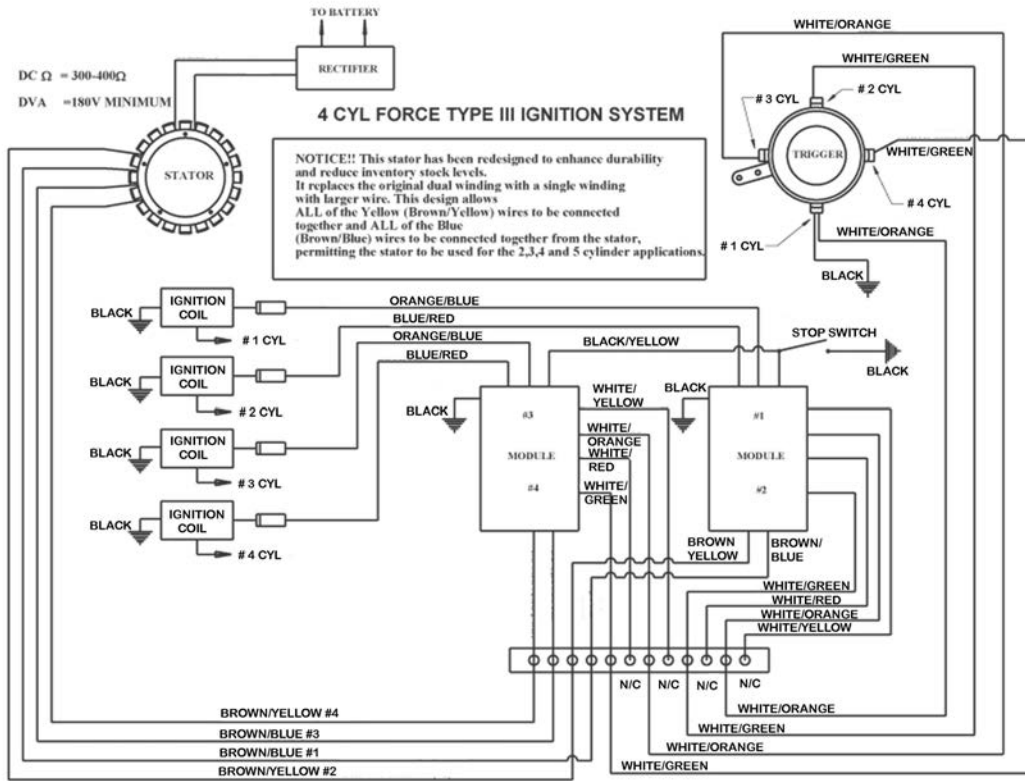 TO BATTERY
WHITE/ORANGE
WHITE/GREEN
RECTIFIER
DC Ω = 300-400Ω
DVA =180V MINIMUM
# 2 CYL
# 3 CYL
4 CYL FORCE TYPE III IGNITION SYSTEM
TRIGGER
WHITE/GREEN
STATOR
NOTICE!! This stator has been redesigned to enhance durability
and reduce inventory stock levels.
It replaces the original dual winding with a single winding
with larger wire. This design allows
ALL of the Yellow (Brown/Yellow) wires to be connected
together and ALL of the Blue
(Brown/Blue) wires to be connected together from the stator,
permitting the stator to be used for the 2,3,4 and 5 cylinder applications.
# 4 CYL
WHITE/ORANGE
# 1 CYL
BLACK
IGNITION
COIL
BLACK
# 1 CYL
ORANGE/BLUE
BLUE/RED
ORANGE/BLUE
BLUE/RED
BLACK/YELLOW
STOP SWITCH
BLACK
IGNITION
COIL
BLACK
# 2 CYL
BLACK
WHITE/
YELLOW
BLACK
#3
#1
WHITE/
ORANGE
WHITE/
RED
MODULE
MODULE
WHITE/
GREEN
#4
#2
IGNITION
COIL
BLACK
# 3 CYL
IGNITION
COIL
BLACK
# 4 CYL
BROWN
YELLOW
BROWN/
BLUE
WHITE/GREEN
WHITE/RED
WHITE/ORANGE
WHITE/YELLOW
N/C
N/C
N/C
N/C
BROWN/YELLOW #4
WHITE/ORANGE
BROWN/BLUE #3
WHITE/GREEN
BROWN/BLUE #1
WHITE/ORANGE
BROWN/YELLOW #2
WHITE/GREEN